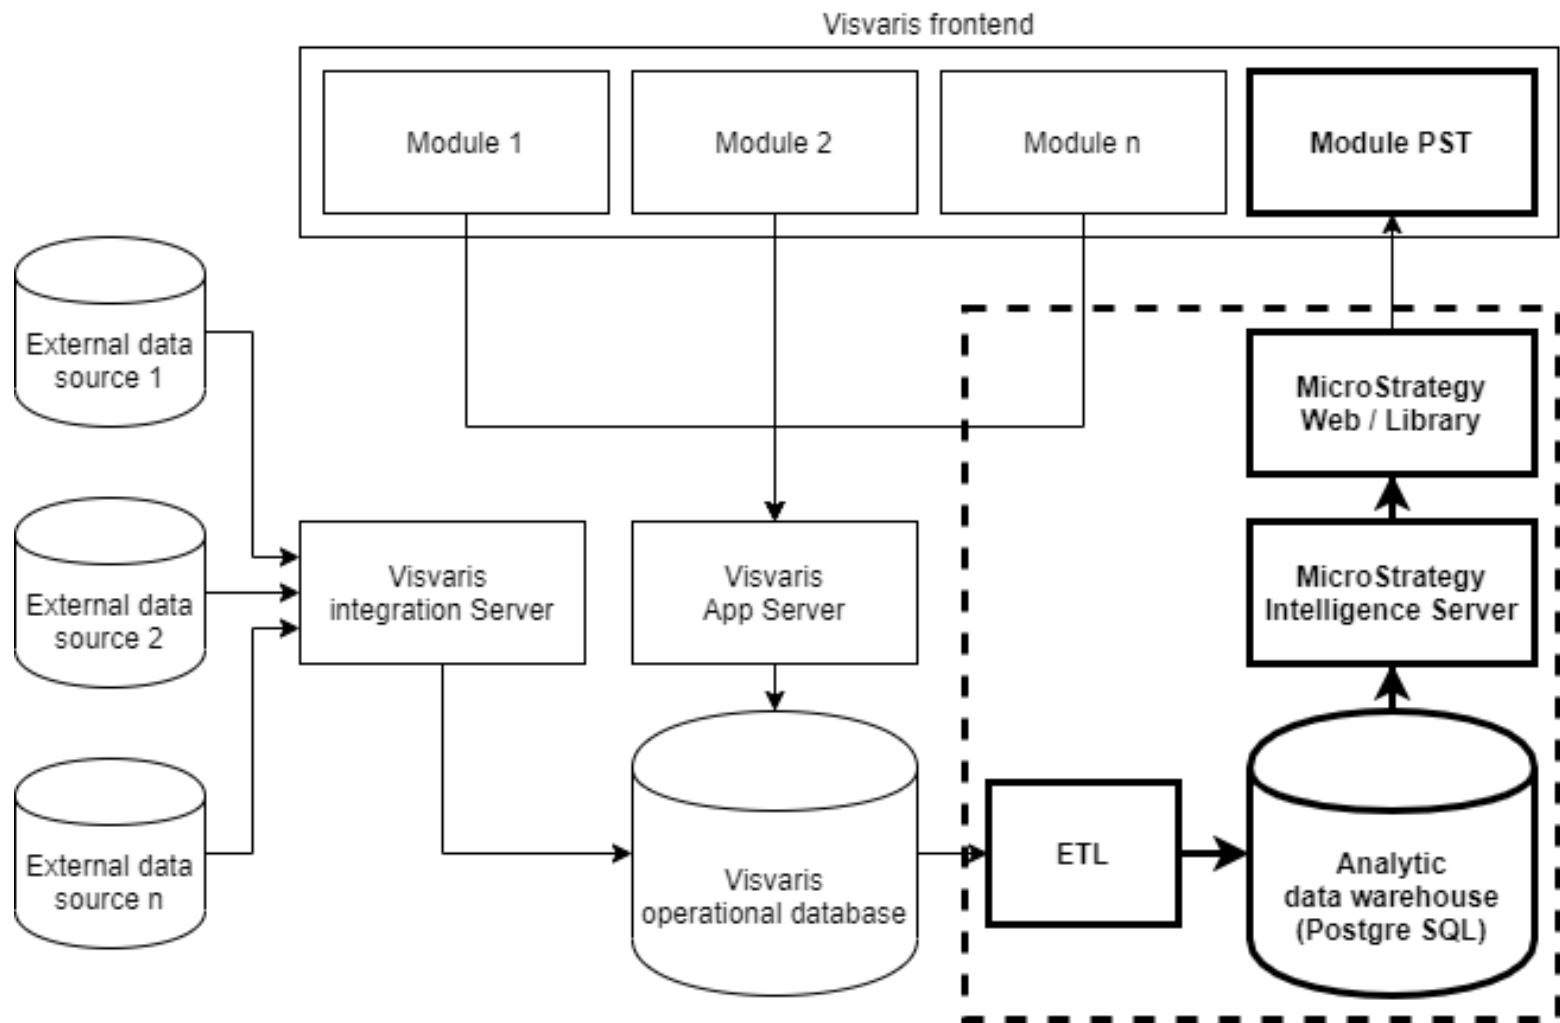 Visvaris frontend
Module 1
Module 2
Module n
Module PST
External data
source 1
MicroStrategy
Web / Library
External data
source 2
Visvaris
integration Server
Visvaris
App Server
MicroStrategy
Intelligence Server
External data
source n
Visvaris
operational database
ETL
Analytic
data warehouse
(Postgre SQL)